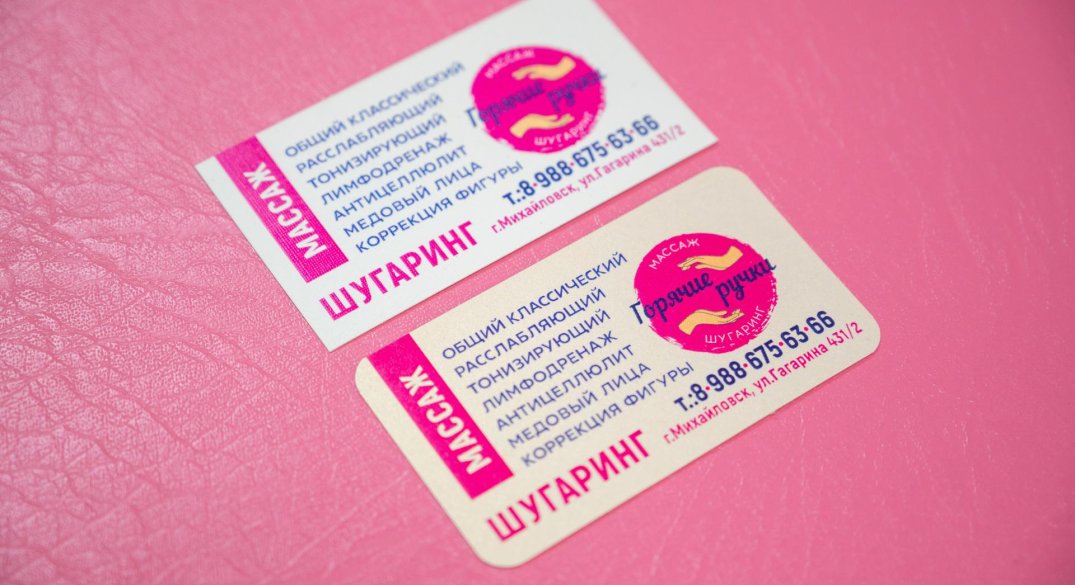 МАССАЖ
ОБЩИЙ КЛАССИЧЕСКИЙ
РАССЛАБЛЯЮЩИЙ
ТОНИЗИРУЮЩИЙ
ЛИМФОДРЕНАЖ
АНТИЦЕЛЛЮЛИТ
МЕДОВЫЙ ЛИЦА
КОРРЕКЦИЯ ФИГУРЫ
ШУГАРИНГ
МАССАЖ
Горячие
ручки
ШУГАРИНГ
т.:8•988•675•63•66
г.Михайловск, ул.Гагарина 431/2
МАССАЖ
ОБЩИЙ КЛАССИЧЕСКИЙ
РАССЛАБЛЯЮЩИЙ
ТОНИЗИРУЮЩИЙ
ЛИМФОДРЕНАЖ
АНТИЦЕЛЛЮЛИТ
МЕДОВЫЙ ЛИЦА
КОРРЕКЦИЯ ФИГУРЫ
ШУГАРИНГ
МАССАЖ
Горячие
ручки
ШУГАРИНГ
т.:8•988•675•63•66
г.Михайловск, ул.Гагарина 431/2